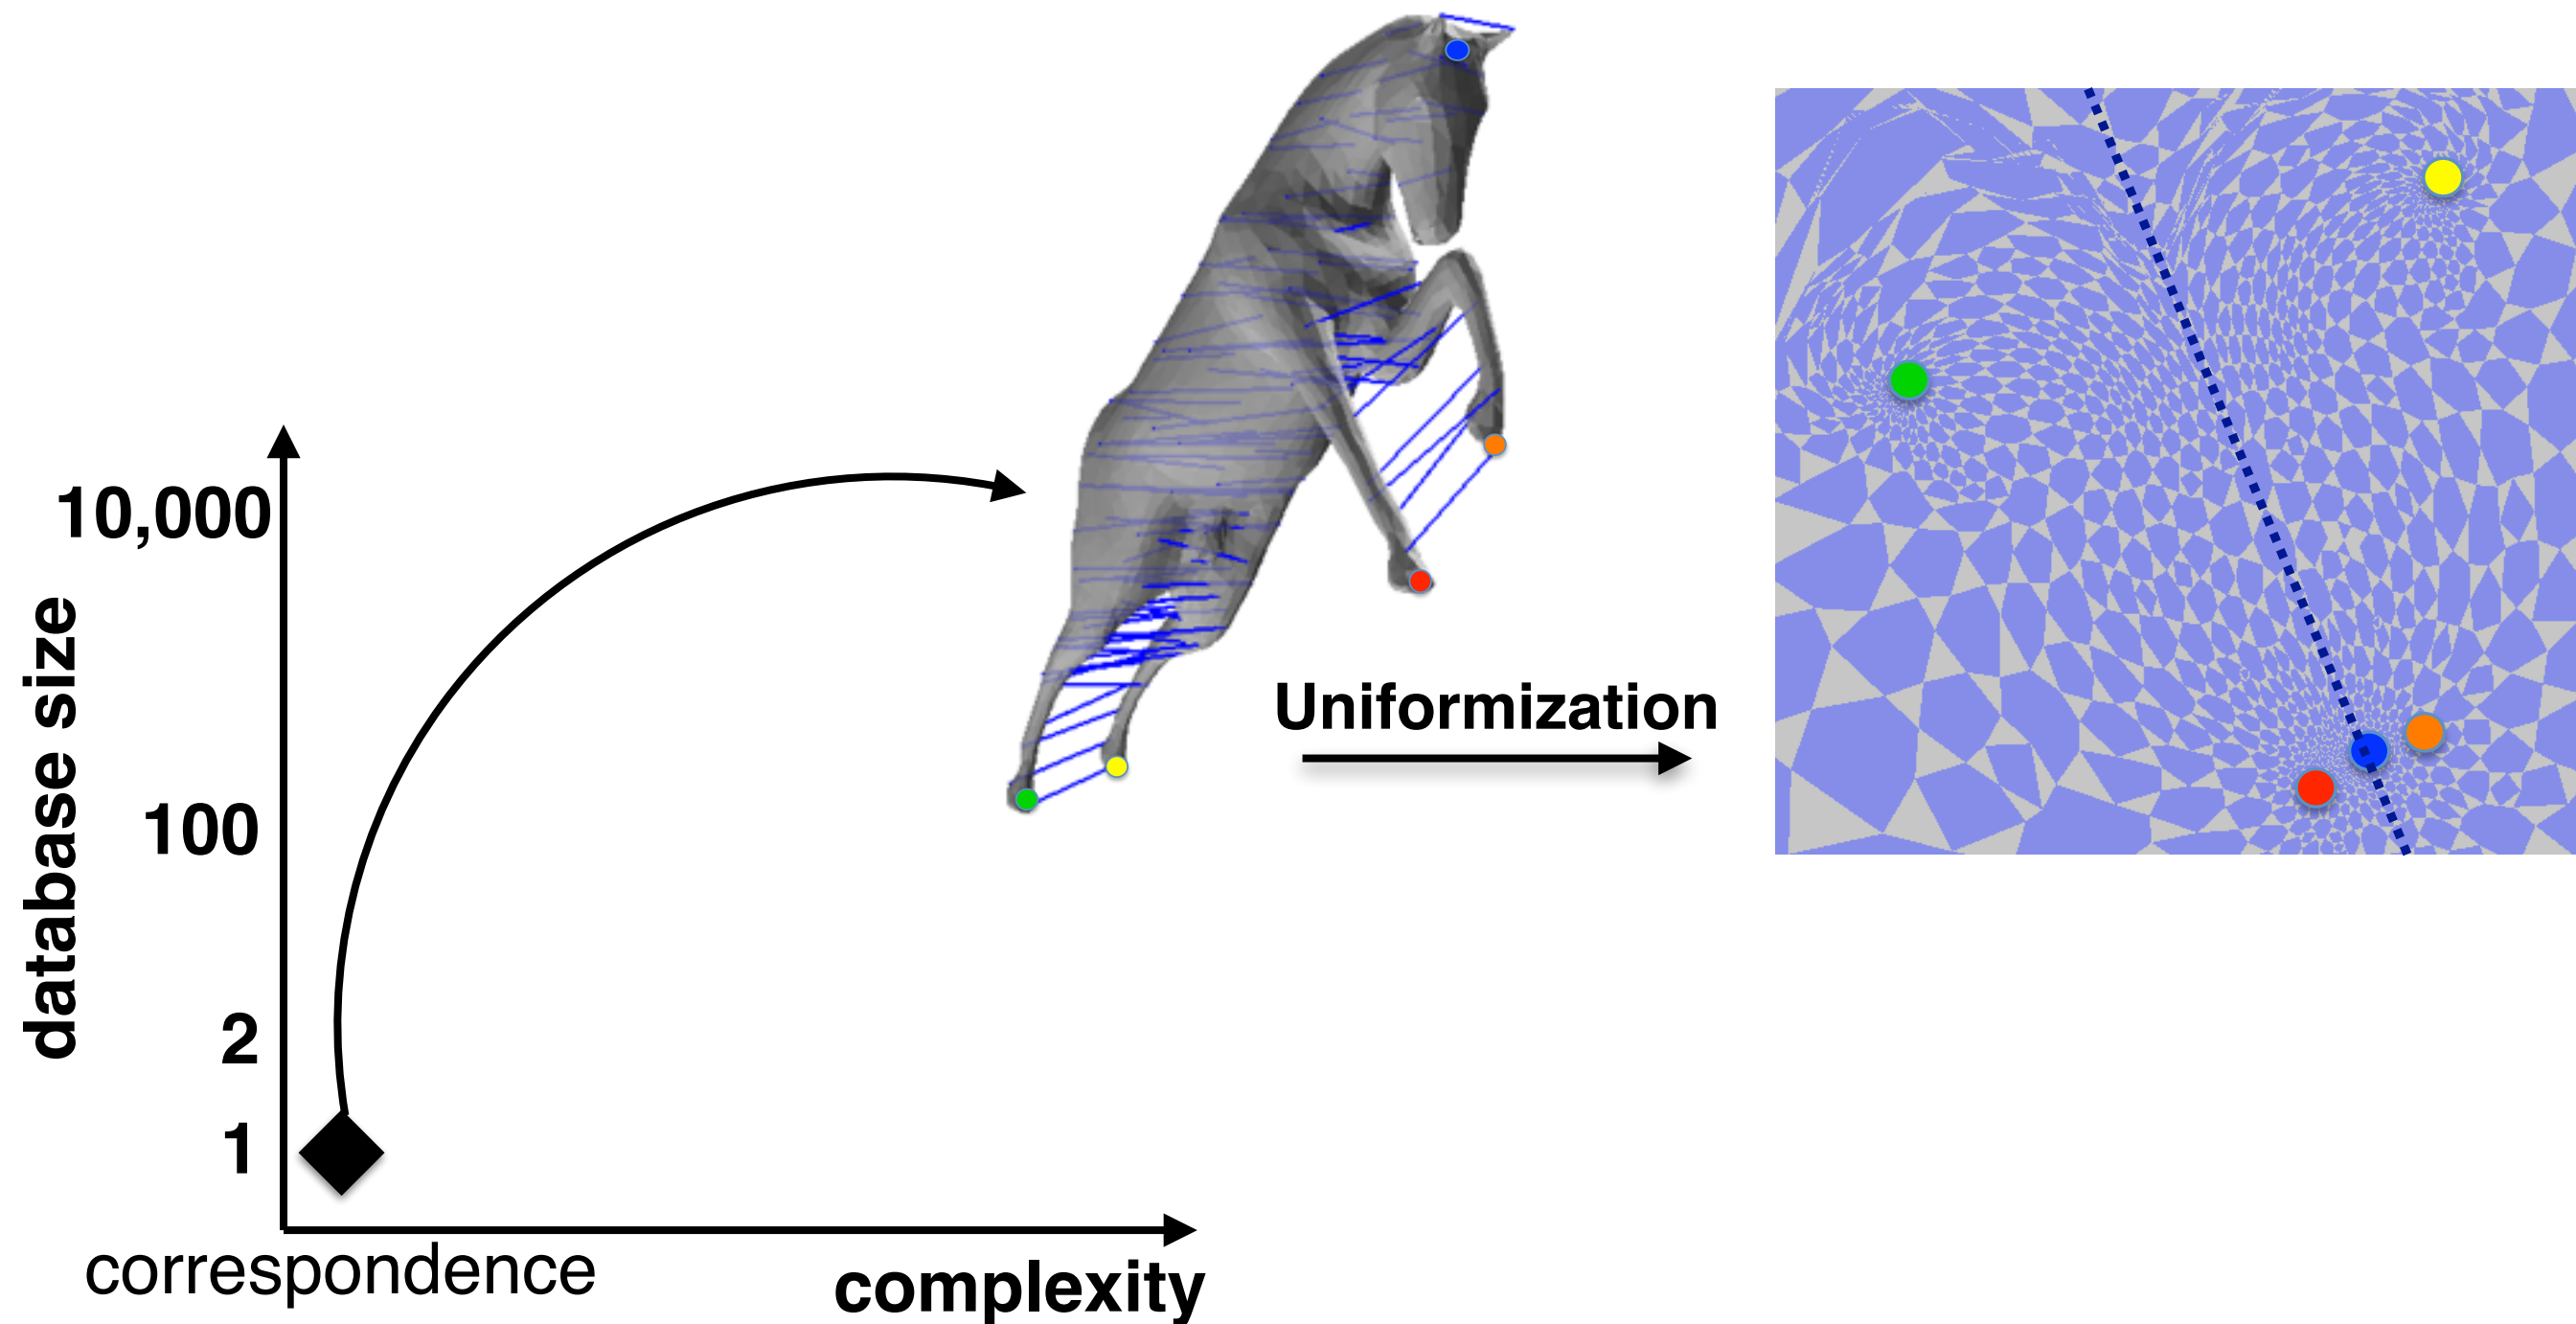 10,000
100
2
1
database size
correspondence
complexity
Uniformization